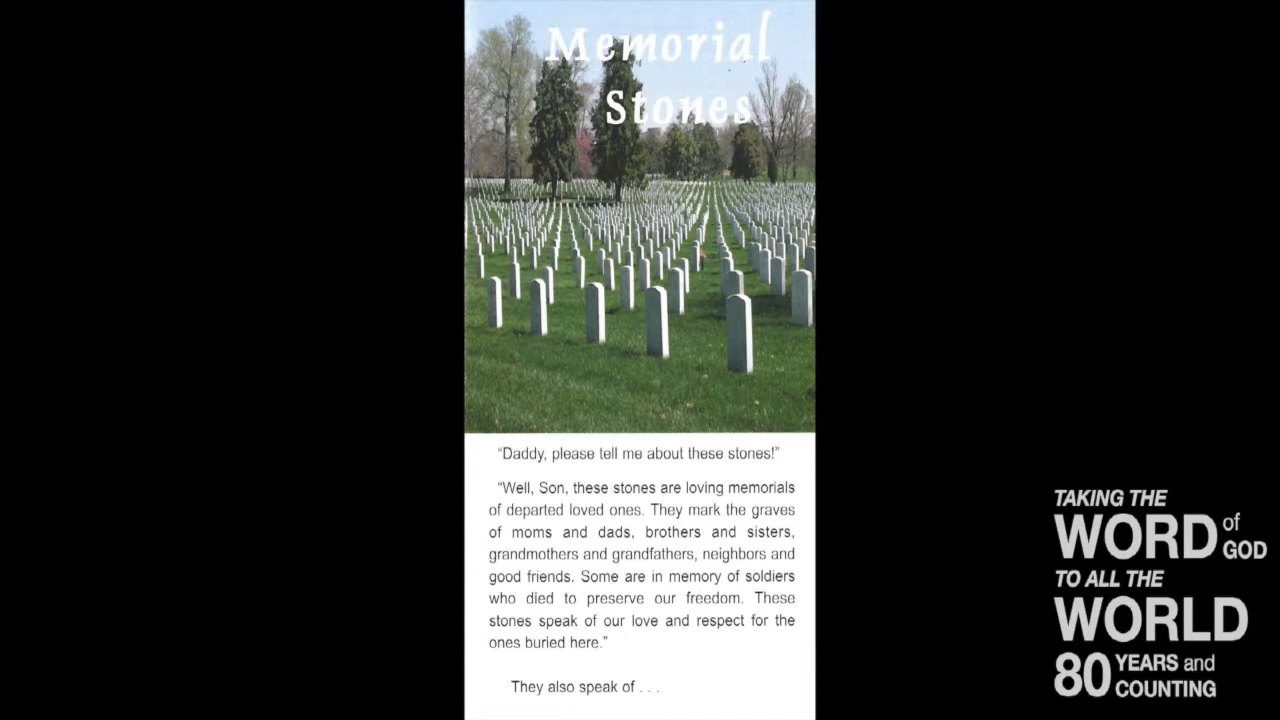 Memorial
Stones
“Daddy, please tell me about these stones!”
“Well, Son, these stones are loving memorials
of departed loved ones. They mark the graves
of moms and dads, brothers and sisters,
grandmothers and grandfathers, neighbors and
good friends. Some are in memory of soldiers
who died to preserve our freedom. These
stones speak of our love and respect for the
ones buried here.”
They also speak of . . .
TAKING THE
WORD of GOD
TO ALL THE
WORLD
80 YEARS and
COUNTING